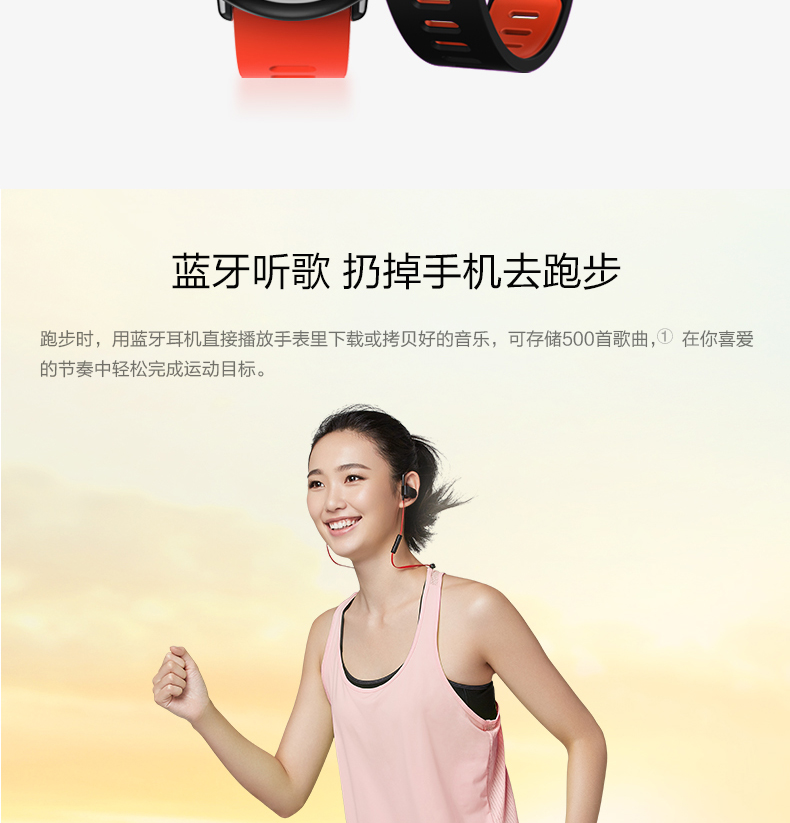 蓝牙听歌 扔掉手机去跑步
跑步时，用蓝牙耳机直接播放手表里下载或拷贝好的音乐，可存储500首歌曲，① 在你喜爱
的节奏中轻松完成运动目标。